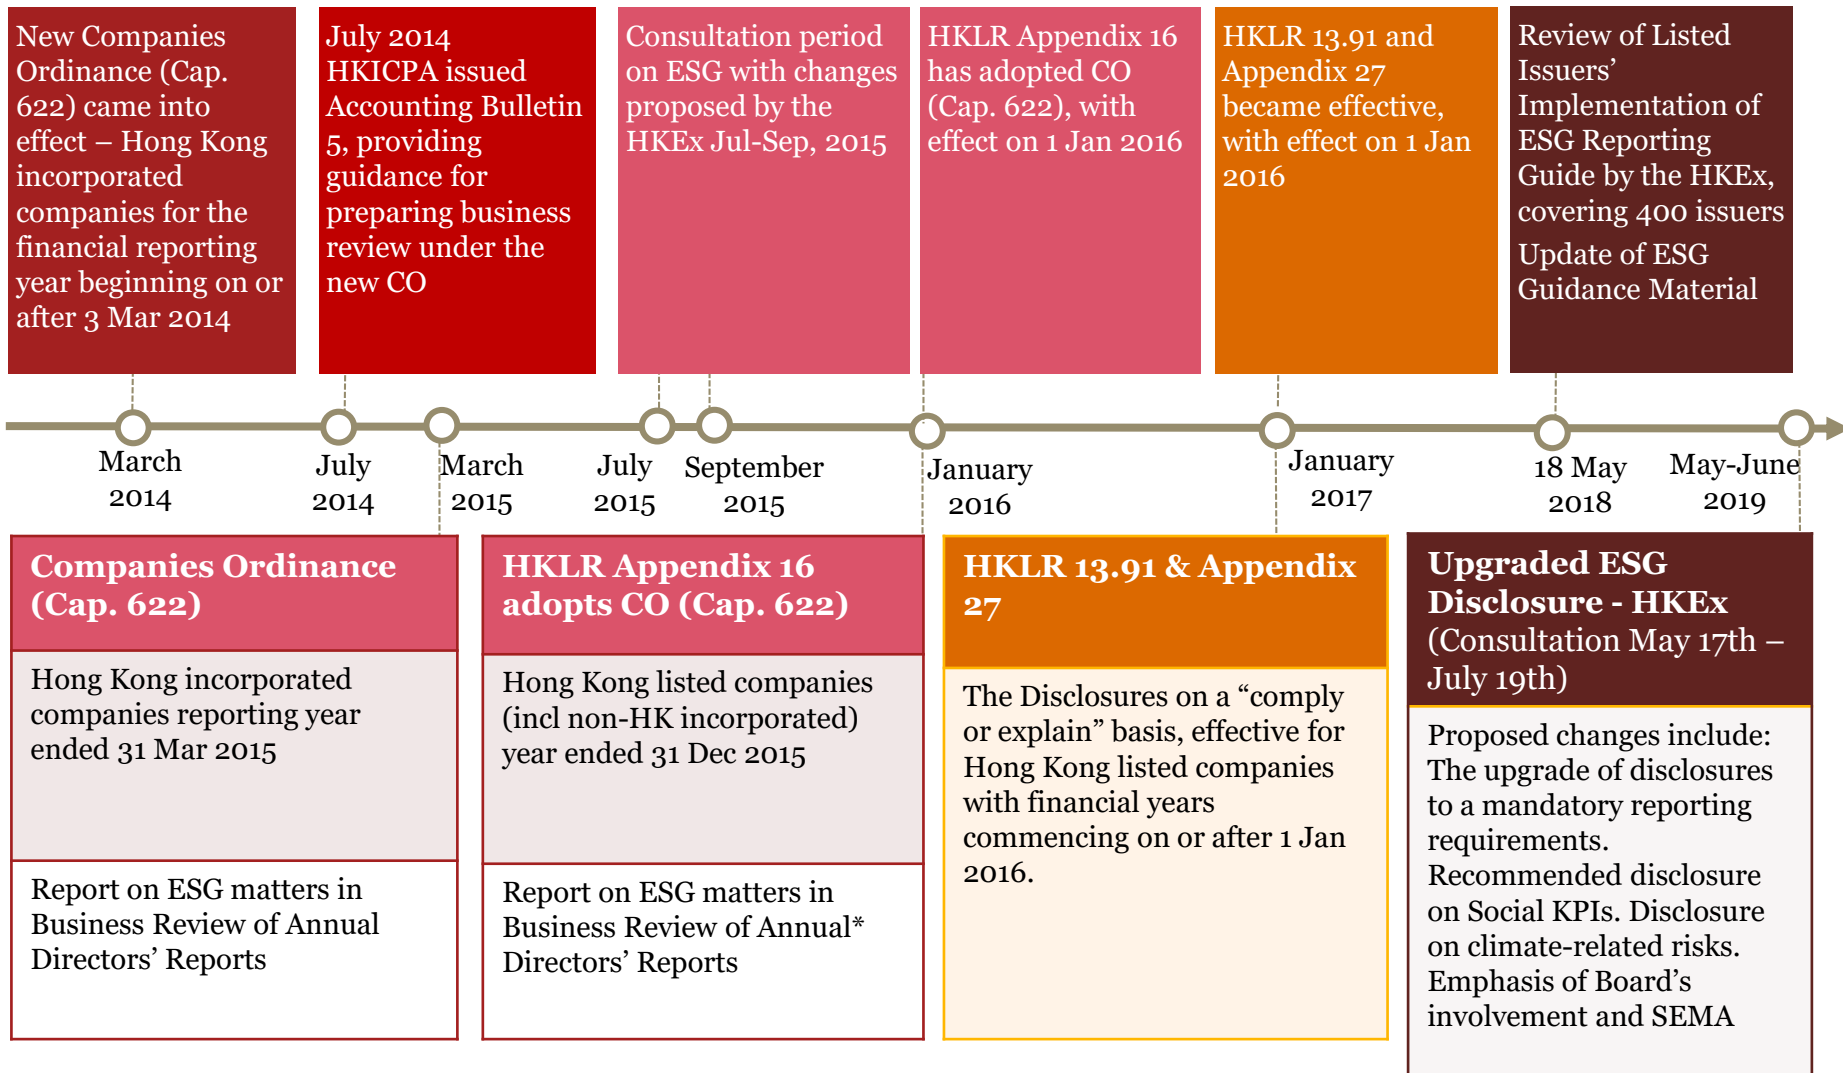 New Companies
Ordinance (Cap.
622) came into
effect – Hong Kong
incorporated
companies for the
financial reporting
year beginning on or
after 3 Mar 2014
July 2014
HKICPA issued
Accounting Bulletin
5, providing
guidance for
preparing business
review under the
new CO
Consultation period
on ESG with changes
proposed by the
HKEx Jul-Sep, 2015
HKLR Appendix 16
has adopted CO
(Cap. 622), with
effect on 1 Jan 2016
HKLR 13.91 and
Appendix 27
became effective,
with effect on 1 Jan
2016
Review of Listed
Issuers’
Implementation of
ESG Reporting
Guide by the HKEx,
covering 400 issuers
Update of ESG
Guidance Material
March
2014
July
2014
March
2015
July
2015
September
2015
January
2016
January
2017
18 May
2018
May-June
2019
Companies Ordinance
(Cap. 622)
Hong Kong incorporated
companies reporting year
ended 31 Mar 2015
Report on ESG matters in
Business Review of Annual
Directors’ Reports
HKLR Appendix 16
adopts CO (Cap. 622)
Hong Kong listed companies
(incl non-HK incorporated)
year ended 31 Dec 2015
Report on ESG matters in
Business Review of Annual*
Directors’ Reports
HKLR 13.91 & Appendix
27
The Disclosures on a “comply
or explain” basis, effective for
Hong Kong listed companies
with financial years
commencing on or after 1 Jan
2016.
Upgraded ESG
Disclosure - HKEx
(Consultation May 17th –
July 19th)
Proposed changes include:
The upgrade of disclosures
to a mandatory reporting
requirements.
Recommended disclosure
on Social KPIs. Disclosure
on climate-related risks.
Emphasis of Board’s
involvement and SEMA